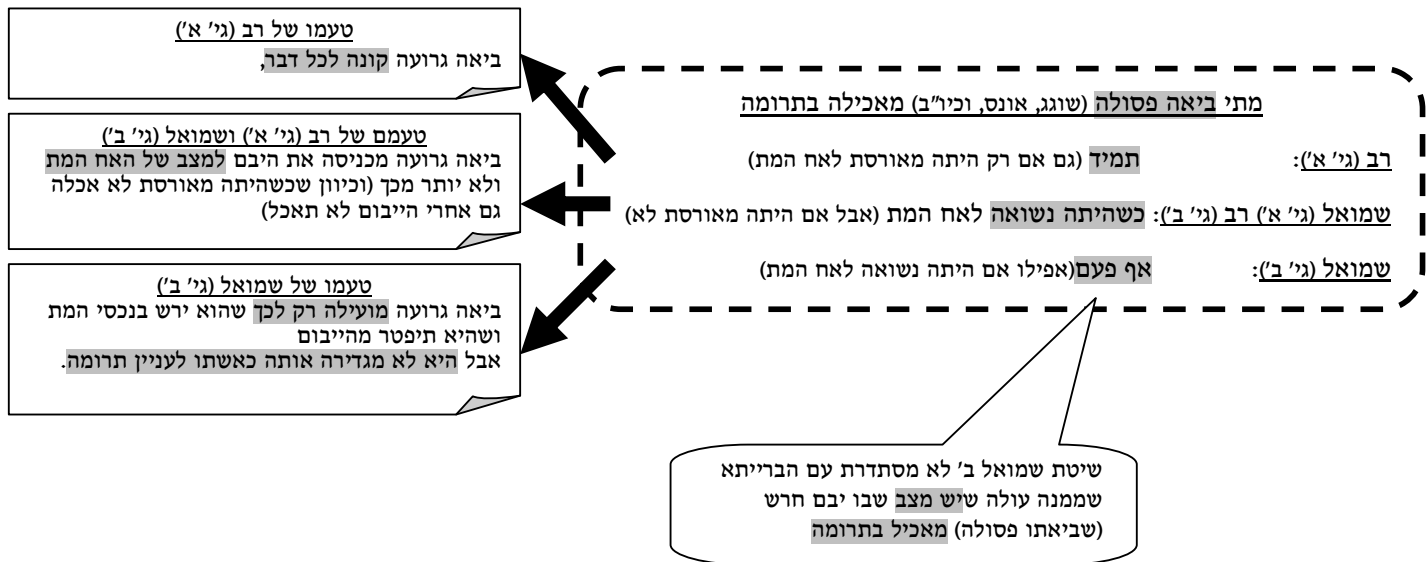 מתי ביאה פסולה (שוגג, אונס, וכיו"ב) מאכילה בתרומה
רב (גי' א'): תמיד (גם אם רק היתה מאורסת לאח המת)
שמואל (גי' א') רב (גי' ב'): כשהיתה נשואה לאח המת (אבל אם היתה מאורסת לא)
שמואל (גי' ב'): אף פעם(אפילו אם היתה נשואה לאח המת)
טעמו של רב (גי' א')
ביאה גרועה קונה לכל דבר,
טעמם של רב (גי' א') ושמואל (גי' ב')
ביאה גרועה מכניסה את היבם למצב של האח המת
ולא יותר מכך (וכיוון שכשהיתה מאורסת לא אכלה
גם אחרי הייבום לא תאכל)
טעמו של שמואל (גי' ב')
ביאה גרועה מועילה רק לכך שהוא ירש בנכסי המת
ושהיא תיפטר מהייבום
אבל היא לא מגדירה אותה כאשתו לעניין תרומה.
שיטת שמואל ב' לא מסתדרת עם הברייתא
שממנה עולה שיש מצב שבו יבם חרש
(שביאתו פסולה) מאכיל בתרומה